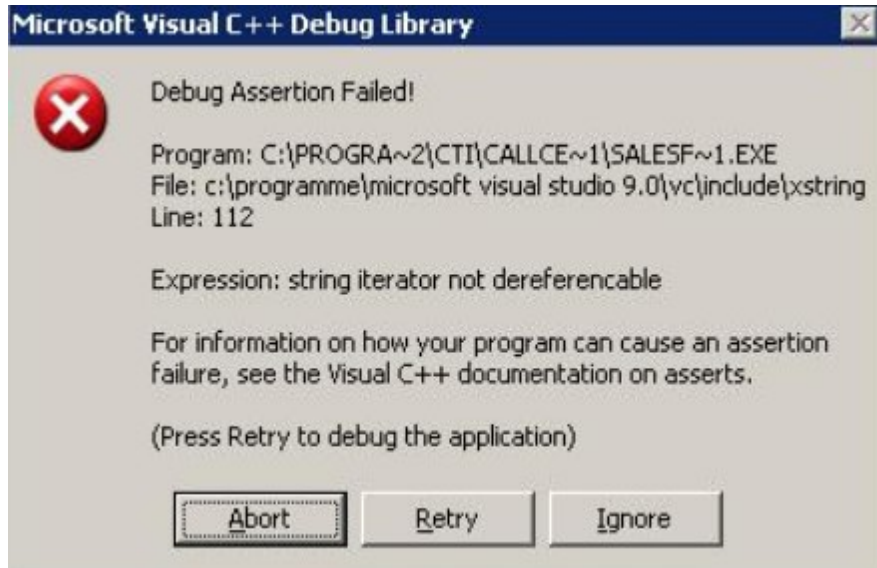 Microsoft Visual C++ Debug Library
Debug Assertion Failed!
Program: C:\PROGRA~2\CTI\CALLCE~1\SALESF~1.EXE
File: c:\programme\microsoft visual studio 9.0\vc\include\xstring
Line: 112
Expression: string iterator not dereferencable
For information on how your program can cause an assertion
failure, see the Visual C++ documentation on asserts.
(Press Retry to debug the application)
Abort Retry Ignore